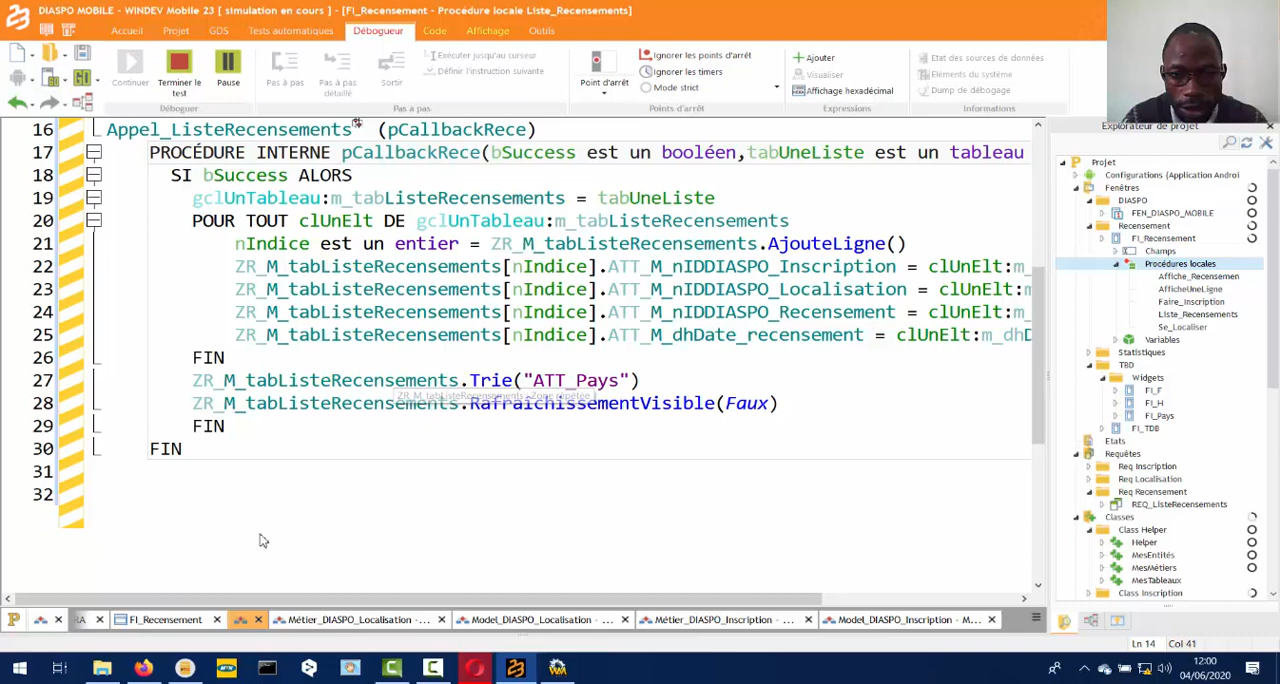 DIASPO MOBILE - WINDEV Mobile 23 [ simulation en cours ] - [FI_Recensement - Procédure locale Liste_Recensements]
Accueil Projet GDS Tests automatiques Débogueur Code Affichage Outils
Continuer
Terminer le test
Pause
Pas à pas
Pas à pas détaillé
Sortir
Exécuter jusqu'au curseur
Définir l'instruction suivante
Point d'arrêt
Ignorer les points d'arrêt
Ignorer les timers
Mode strict
Ajouter
Visualiser
Affichage hexadécimal
Etat des sources de données
Eléments du système
Dump de débogage
Déboguer
Pas à pas
Points d'arrêt
Expressions
Informations
16 Appel_ListeRecensements (pCallbackRece)
17 PROCÉDURE INTERNE pCallbackRece(bSuccess est un booléen,tabUneListe est un tableau
18 SI bSuccess ALORS
19 gclUnTableau:m_tabListeRecensements = tabUneListe
20 POUR TOUT clUnElt DE gclUnTableau:m_tabListeRecensements
21 nIndice est un entier = ZR_M_tabListeRecensements.AjouteLigne()
22 ZR_M_tabListeRecensements[nIndice].ATT_M_nIDDIASPO_Inscription = clUnElt:m_
23 ZR_M_tabListeRecensements[nIndice].ATT_M_nIDDIASPO_Localisation = clUnElt:m
24 ZR_M_tabListeRecensements[nIndice].ATT_M_nIDDIASPO_Recensement = clUnElt:m_
25 ZR_M_tabListeRecensements[nIndice].ATT_M_dhDate_recensement = clUnElt:m_dhD
26 FIN
27 ZR_M_tabListeRecensements.Trie("ATT_Pays")
ZR_M_tabListeRecensements - Zone répétée
28 ZR_M_tabListeRecensements.RafraichissementVisible(Faux)
29 FIN
30 FIN
31
32
Explorateur de projet
Projet
Configurations (Application Androi
Fenêtres
DIASPO
FEN_DIASPO_MOBILE
Recensement
FI_Recensement
Champs
Procédures locales
Affiche_Recensemen
AfficheUneLigne
Faire_Inscription
Liste_Recensements
Se_Localiser
Variables
Statistiques
TBD
Widgets
FI_F
FI_H
FI_Pays
FI_TDB
Etats
Requêtes
Req Inscription
Req Localisation
Req Recensement
REQ_ListeRecensements
Classes
Class Helper
Helper
MesEntités
MesMétiers
MesTableaux
Class Inscription
FI_Recensement
Métier_DIASPO_Localisation - ...
Model_DIASPO_Localisation - ...
Métier_DIASPO_Inscription - ...
Model_DIASPO_Inscription - M...
Ln 14 Col 41
12:00
04/06/2020